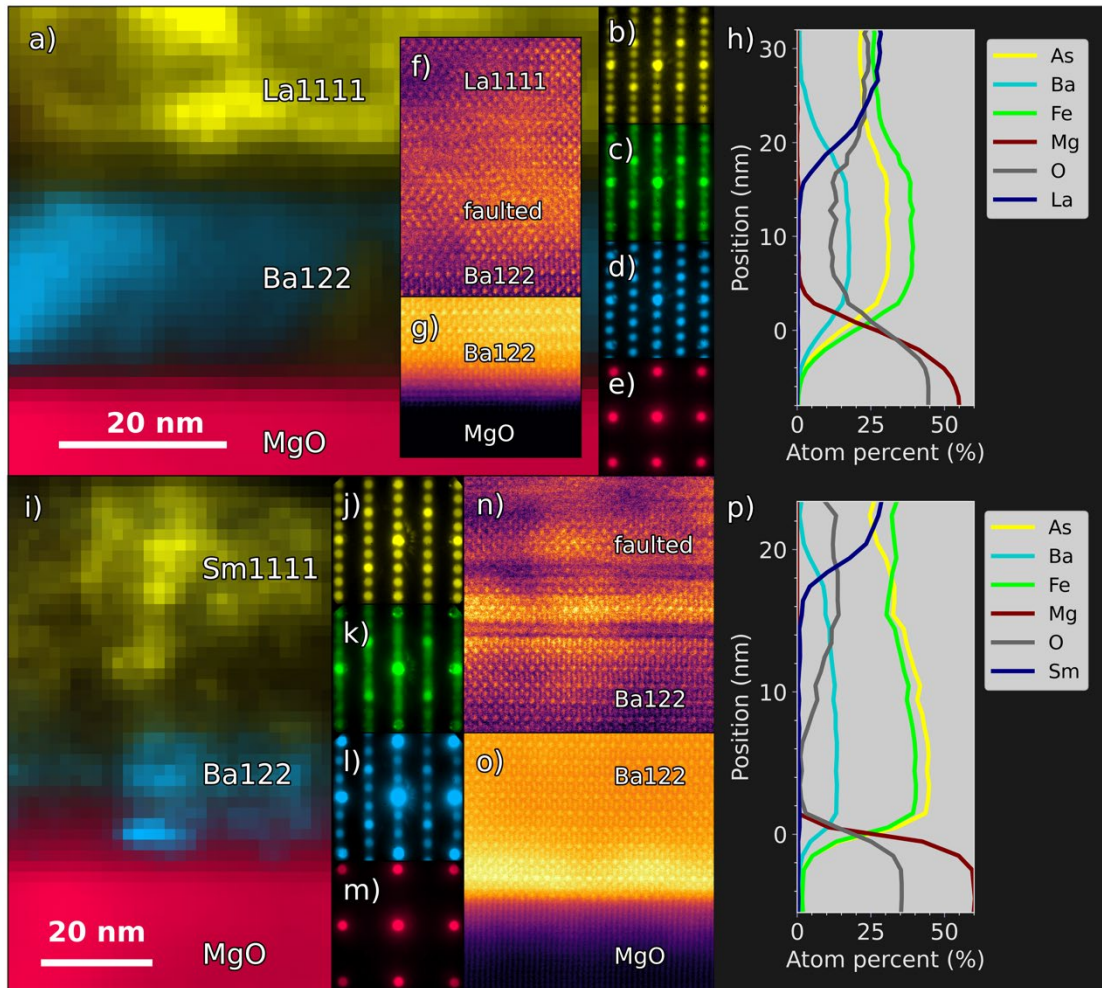 a)
La1111
Ba122
20 nm
MgO
f)
La1111
faulted
Ba122
g)
Ba122
MgO
b)
c)
d)
e)
h)
30
20
10
0
Position (nm)
0
25
50
Atom percent (%)
As
Ba
Fe
Mg
O
La
i)
Sm1111
Ba122
20 nm
MgO
j)
k)
l)
m)
n)
faulted
Ba122
o)
Ba122
MgO
p)
20
10
0
Position (nm)
0
25
50
Atom percent (%)
As
Ba
Fe
Mg
O
Sm